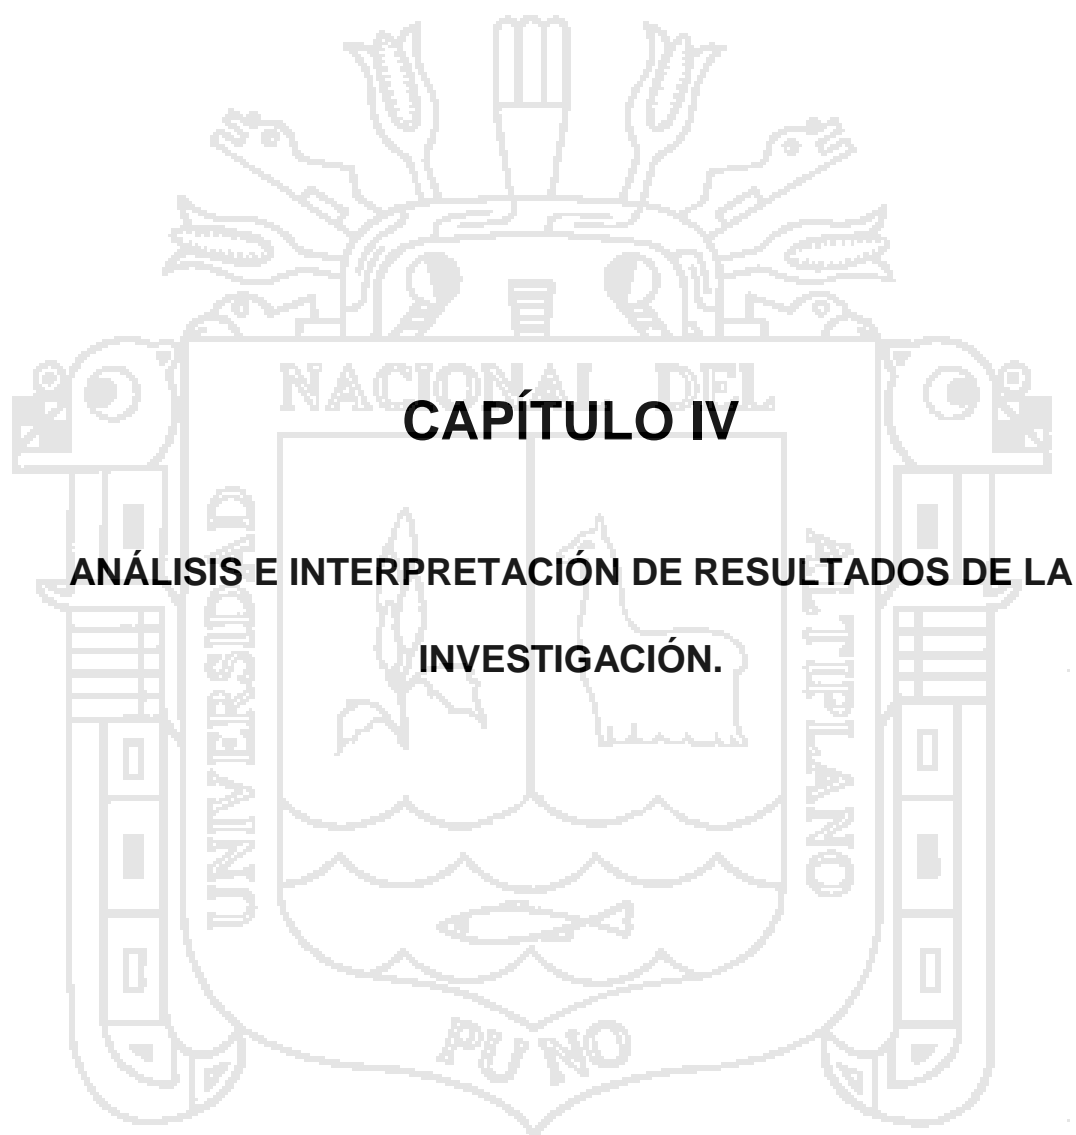 NACIONAL DEL
CAPÍTULO IV
UNIVERSIDAD
ALTIPLANO
ANÁLISIS E INTERPRETACIÓN DE RESULTADOS DE LA
INVESTIGACIÓN.
PUNO